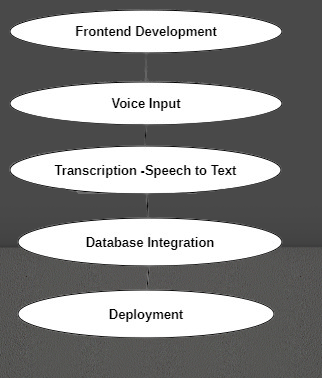 Frontend Development
Voice Input
Transcription -Speech to Text
Database Integration
Deployment